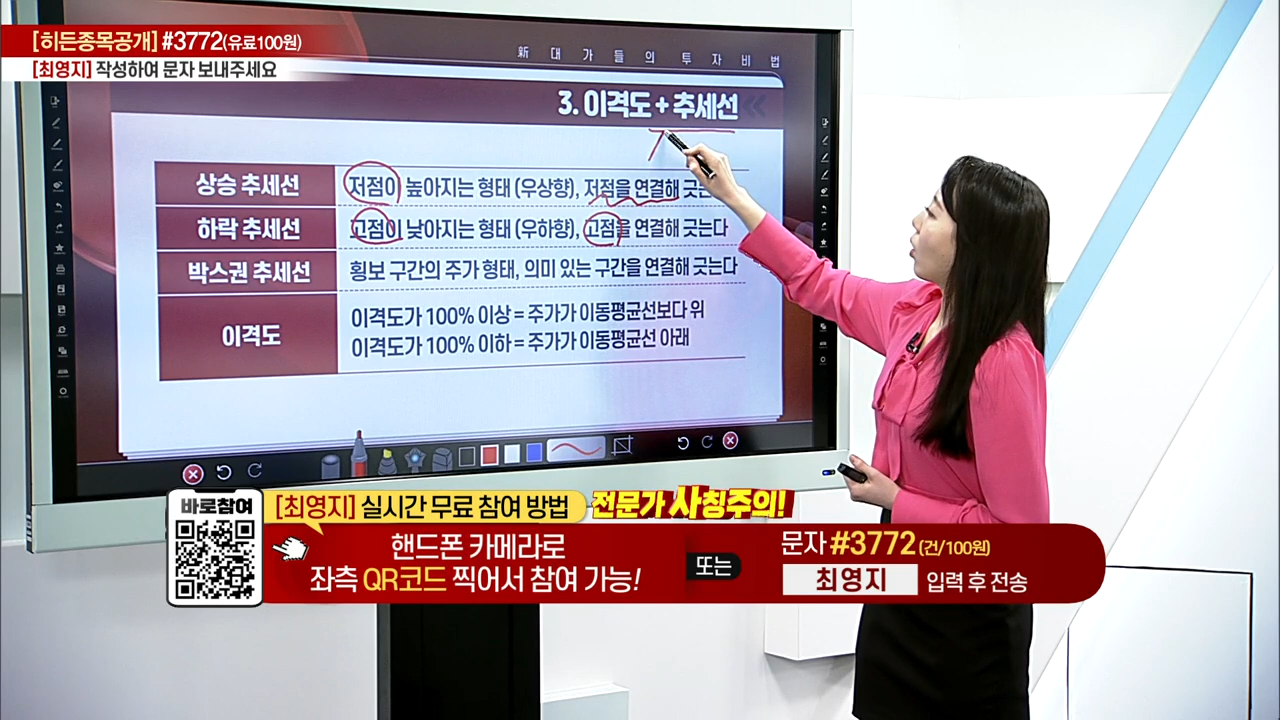 [히든종목공개] #3772(유료100원)
[최영지] 작성하여 문자 보내주세요
新 대 가 들 의 투 자 비 법
3. 이격도 + 추세선
상승 추세선
저점이 높아지는 형태 (우상향), 저점을 연결해 긋는
하락 추세선
고점이 낮아지는 형태 (우하향), 고점을 연결해 긋는다
박스권 추세선
횡보 구간의 주가 형태, 의미 있는 구간을 연결해 긋는다
이격도
이격도가 100% 이상 = 주가가 이동평균선보다 위
이격도가 100% 이하 = 주가가 이동평균선 아래
바로참여
[최영지] 실시간 무료 참여 방법
전문가 사칭주의!
핸드폰 카메라로
좌측 QR코드 찍어서 참여 가능!
또는
문자 #3772 (건/100원)
최영지 입력 후 전송